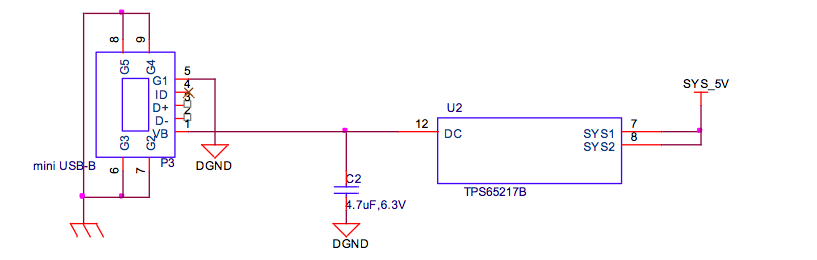 8
9
G5
G4
5
G1
4
ID
3
D+
2
D-
1
VB
G3
G2
mini USB-B
P3
6
7
DGND
C2
4.7uF,6.3V
DGND
U2
12
DC
SYS1
7
SYS2
8
TPS65217B
SYS_5V